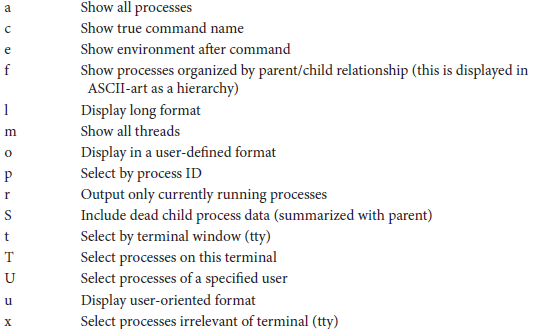 a Show all processes
c Show true command name
e Show environment after command
f Show processes organized by parent/child relationship (this is displayed in
ASCII-art as a hierarchy)
l Display long format
m Show all threads
o Display in a user-defined format
p Select by process ID
r Output only currently running processes
S Include dead child process data (summarized with parent)
t Select by terminal window (tty)
T Select processes on this terminal
U Select processes of a specified user
u Display user-oriented format
x Select processes irrelevant of terminal (tty)